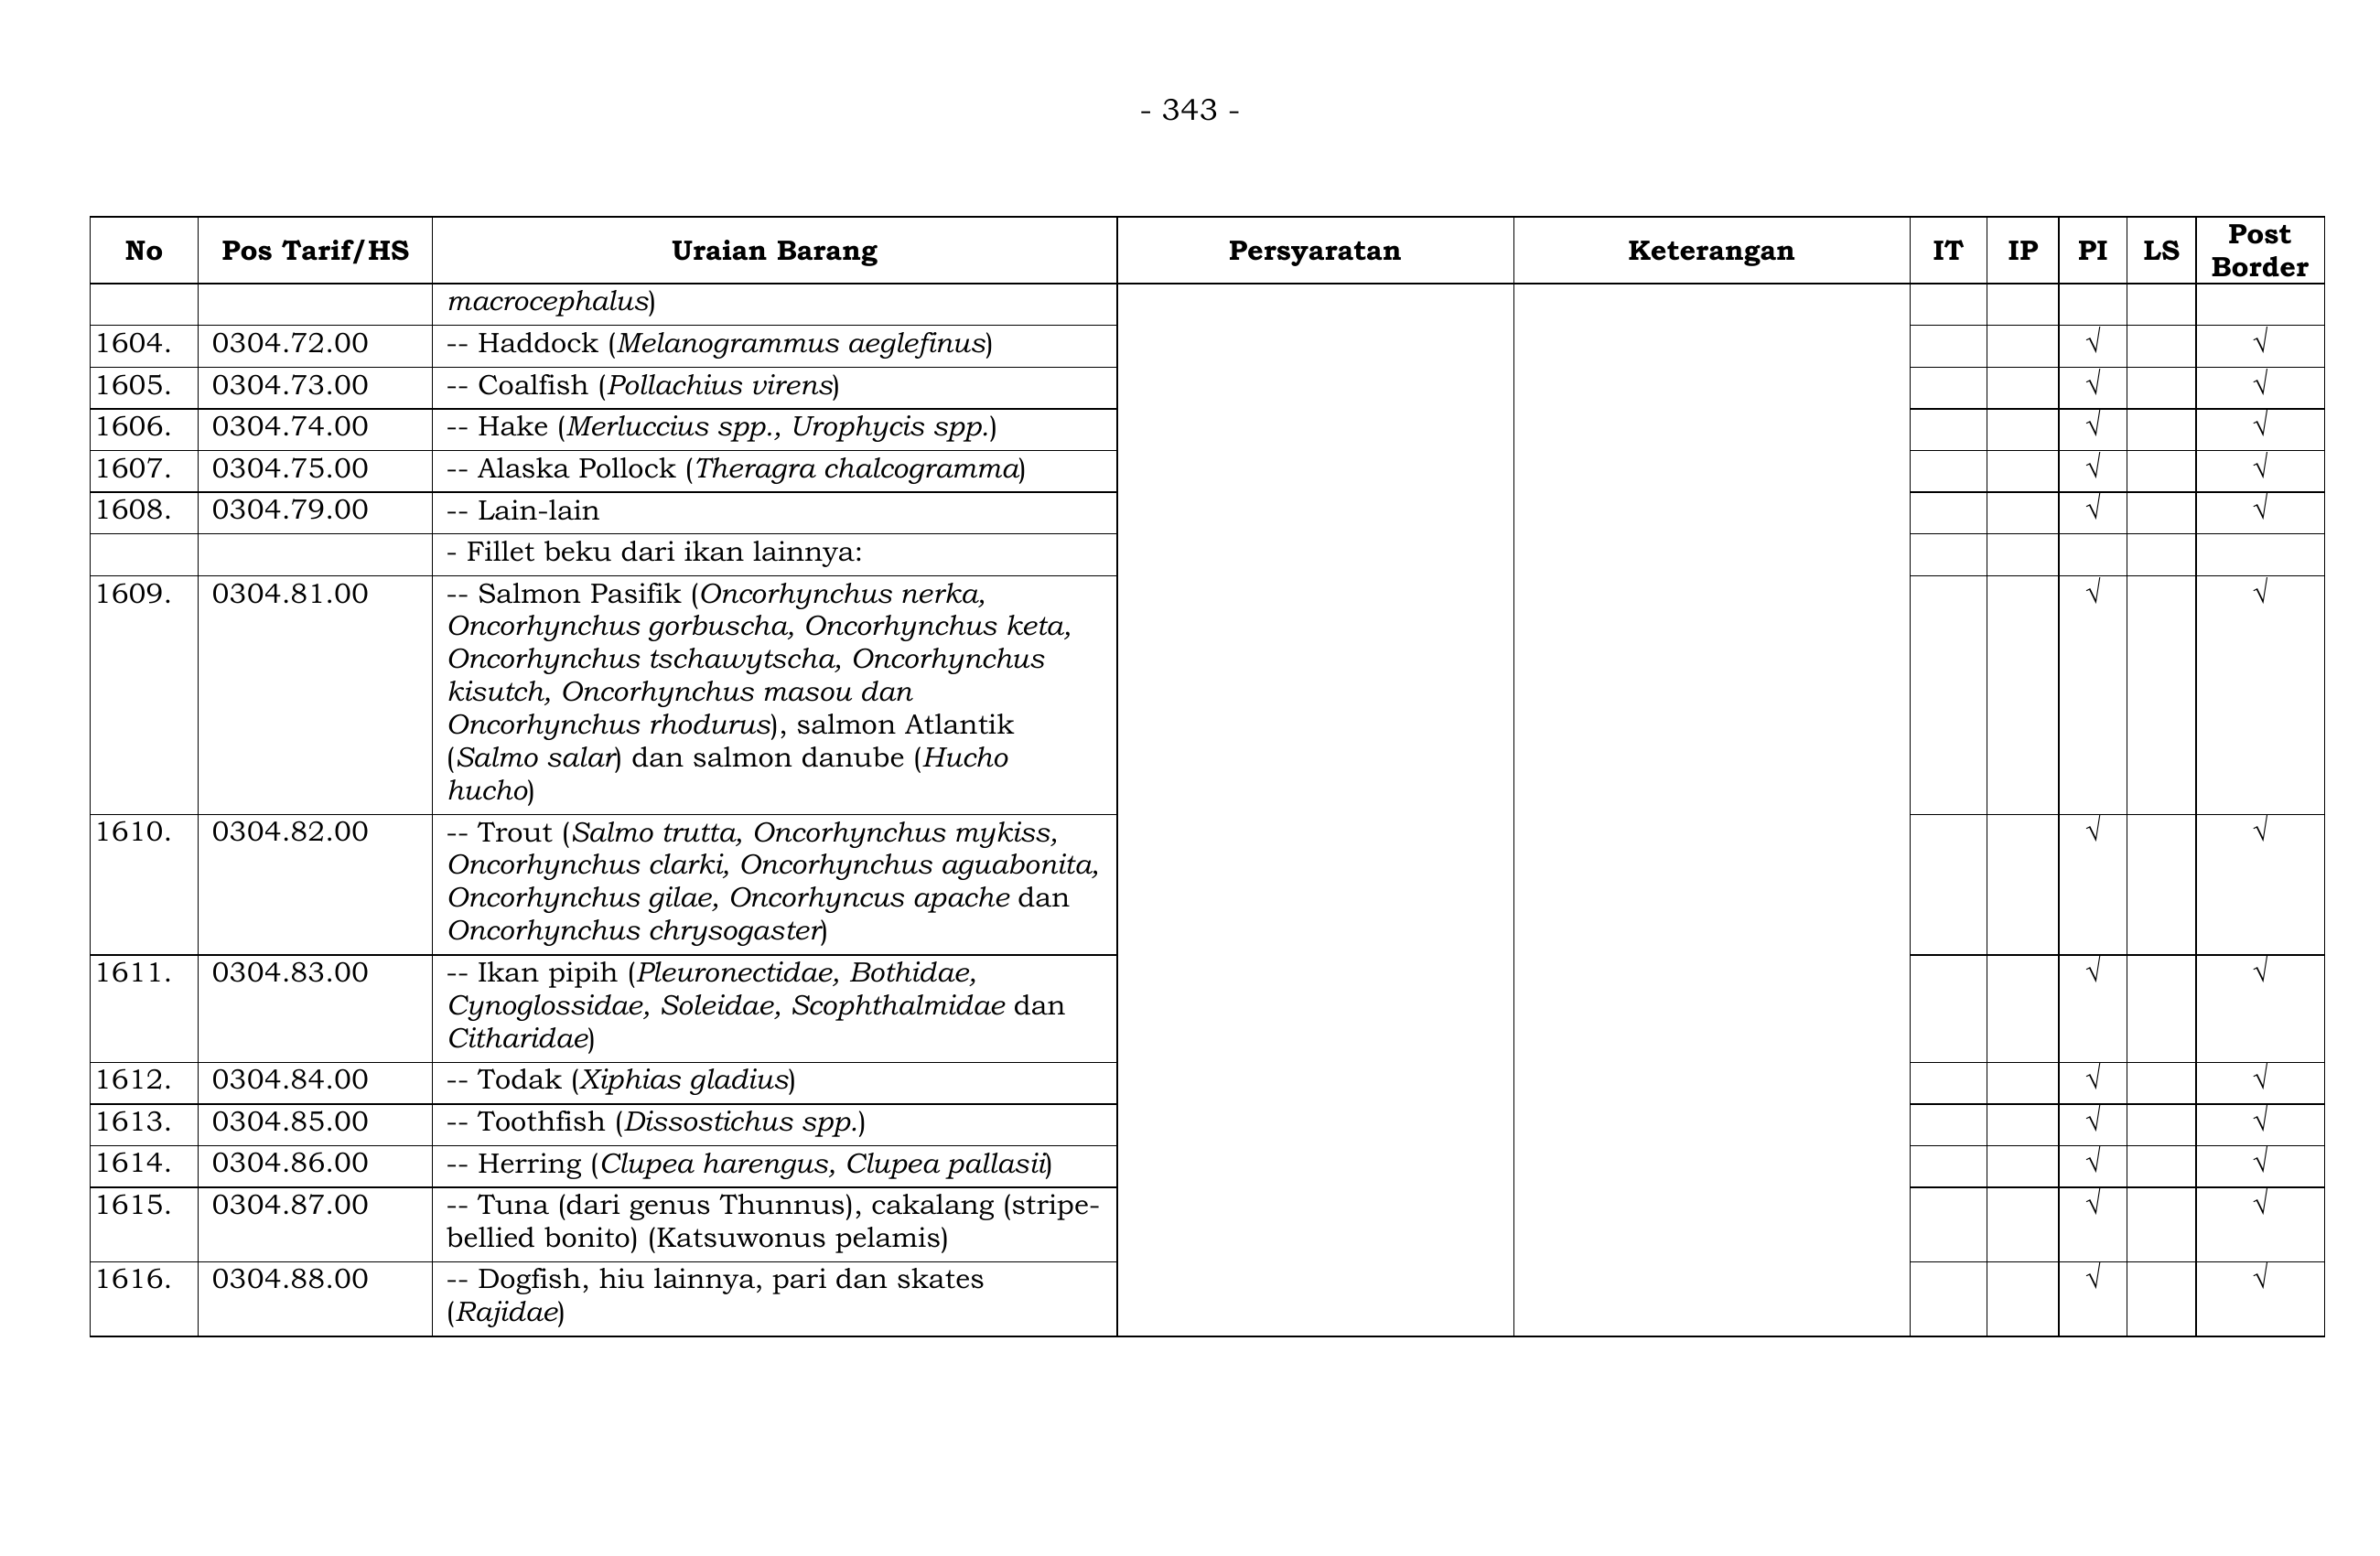 - 343 -
No Pos Tarif/HS Uraian Barang Persyaratan Keterangan IT IP PI LS Post Border
macrocephalus)
1604. 0304.72.00 -- Haddock (Melanogrammus aeglefinus) √ √
1605. 0304.73.00 -- Coalfish (Pollachius virens) √ √
1606. 0304.74.00 -- Hake (Merluccius spp., Urophycis spp.) √ √
1607. 0304.75.00 -- Alaska Pollock (Theragra chalcogramma) √ √
1608. 0304.79.00 -- Lain-lain √ √
- Fillet beku dari ikan lainnya:
1609. 0304.81.00 -- Salmon Pasifik (Oncorhynchus nerka, √ √
Oncorhynchus gorbuscha, Oncorhynchus keta,
Oncorhynchus tschawytscha, Oncorhynchus
kisutch, Oncorhynchus masou dan
Oncorhynchus rhodurus), salmon Atlantik
(Salmo salar) dan salmon danube (Hucho
hucho)
1610. 0304.82.00 -- Trout (Salmo trutta, Oncorhynchus mykiss, √ √
Oncorhynchus clarki, Oncorhynchus aguabonita,
Oncorhynchus gilae, Oncorhyncus apache dan
Oncorhynchus chrysogaster)
1611. 0304.83.00 -- Ikan pipih (Pleuronectidae, Bothidae, √ √
Cynoglossidae, Soleidae, Scophthalmidae dan
Citharidae)
1612. 0304.84.00 -- Todak (Xiphias gladius) √ √
1613. 0304.85.00 -- Toothfish (Dissostichus spp.) √ √
1614. 0304.86.00 -- Herring (Clupea harengus, Clupea pallasii) √ √
1615. 0304.87.00 -- Tuna (dari genus Thunnus), cakalang (stripe- √ √
bellied bonito) (Katsuwonus pelamis)
1616. 0304.88.00 -- Dogfish, hiu lainnya, pari dan skates √ √
(Rajidae)